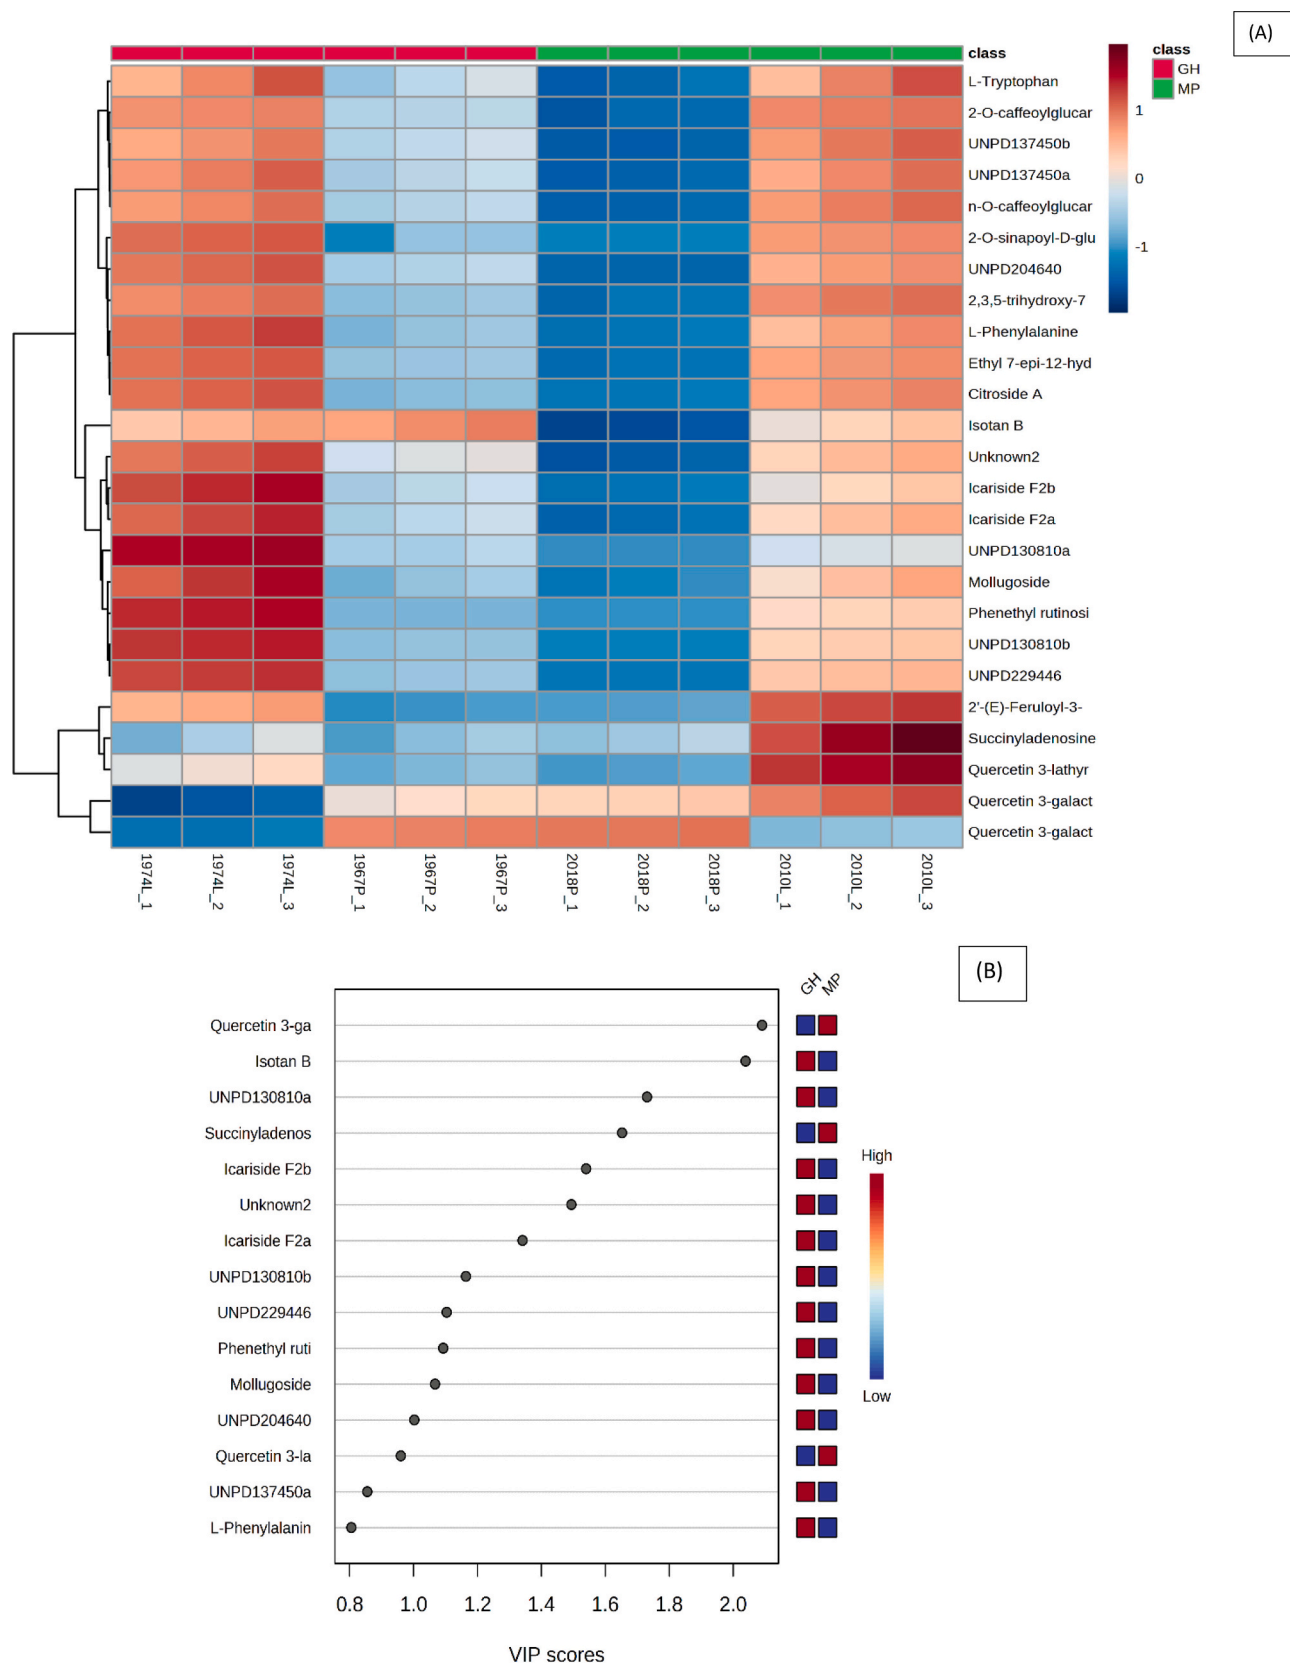 (A)
class
class
GH
MP
1
0
-1
L-Tryptophan
2-O-caffeoylglucar
UNPD137450b
UNPD137450a
n-O-caffeoylglucar
2-O-sinapoyl-D-glu
UNPD204640
2,3,5-trihydroxy-7
L-Phenylalanine
Ethyl 7-epi-12-hyd
Citroside A
Isotan B
Unknown2
Icariside F2b
Icariside F2a
UNPD130810a
Mollugoside
Phenethyl rutinosi
UNPD130810b
UNPD229446
2'-(E)-Feruloyl-3-
Succinyladenosine
Quercetin 3-lathyr
Quercetin 3-galact
Quercetin 3-galact
1974L_1
1974L_2
1974L_3
1967P_1
1967P_2
1967P_3
2018P_1
2018P_2
2018P_3
2010L_1
2010L_2
2010L_3
(B)
GH
MP
Quercetin 3-ga
Isotan B
UNPD130810a
Succinyladenos
Icariside F2b
Unknown2
Icariside F2a
UNPD130810b
UNPD229446
Phenethyl ruti
Mollugoside
UNPD204640
Quercetin 3-la
UNPD137450a
L-Phenylalanin
High
Low
0.8 1.0 1.2 1.4 1.6 1.8 2.0
VIP scores